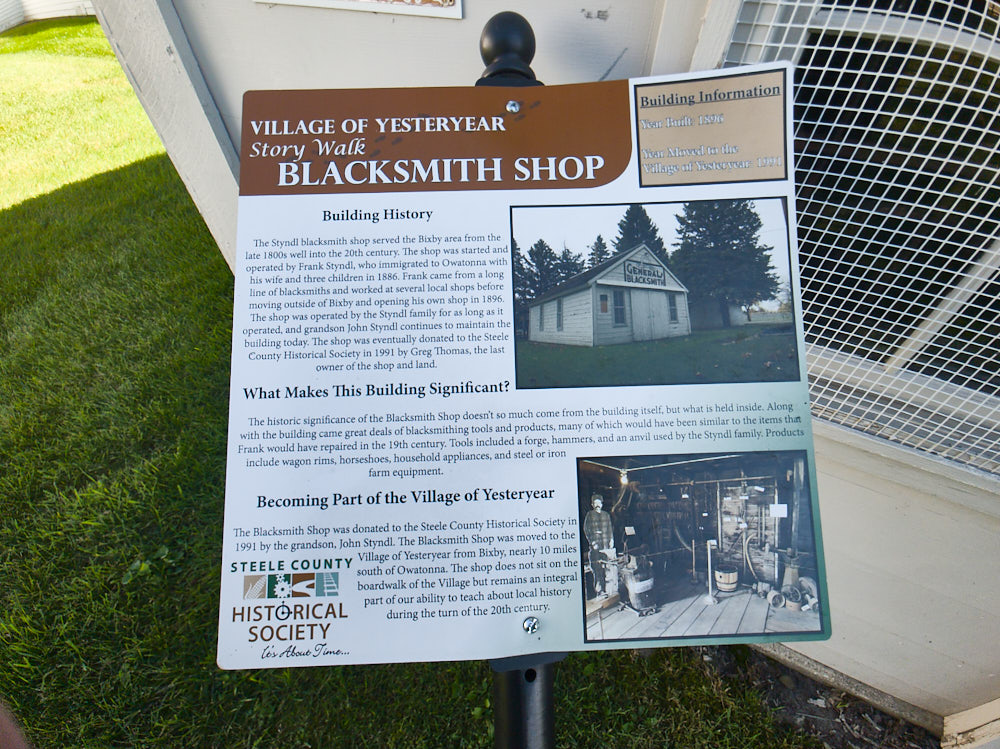 VILLAGE OF YESTERYEAR
Story Walk
BLACKSMITH SHOP
Building Information
Year Built: 1896
Year Moved to the
Village of Yesteryear: 1991
Building History
The Styndl blacksmith shop served the Bixby area from the
late 1800s well into the 20th century. The shop was started and
operated by Frank Styndl, who immigrated to Owatonna with
his wife and three children in 1886. Frank came from a long
line of blacksmiths and worked at several local shops before
moving outside of Bixby and opening his own shop in 1896.
The shop was operated by the Styndl family for as long as it
operated, and grandson John Styndl continues to maintain the
building today. The shop was eventually donated to the Steele
County Historical Society in 1991 by Greg Thomas, the last
owner of the shop and land.
GENERAL
BLACKSMITH
What Makes This Building Significant?
The historic significance of the Blacksmith Shop doesn't so much come from the building itself, but what is held inside. Along
with the building came great deals of blacksmithing tools and products, many of which would have been similar to the items that
Frank would have repaired in the 19th century. Tools included a forge, hammers, and an anvil used by the Styndl family. Products
include wagon rims, horseshoes, household appliances, and steel or iron
farm equipment.
Becoming Part of the Village of Yesteryear
The Blacksmith Shop was donated to the Steele County Historical Society in
1991 by the grandson, John Styndl. The Blacksmith Shop was moved to the
Village of Yesteryear from Bixby, nearly 10 miles
south of Owatonna. The shop does not sit on the
boardwalk of the Village but remains an integral
part of our ability to teach about local history
during the turn of the 20th century.
STEELE COUNTY
HISTORICAL
SOCIETY
It's About Time...